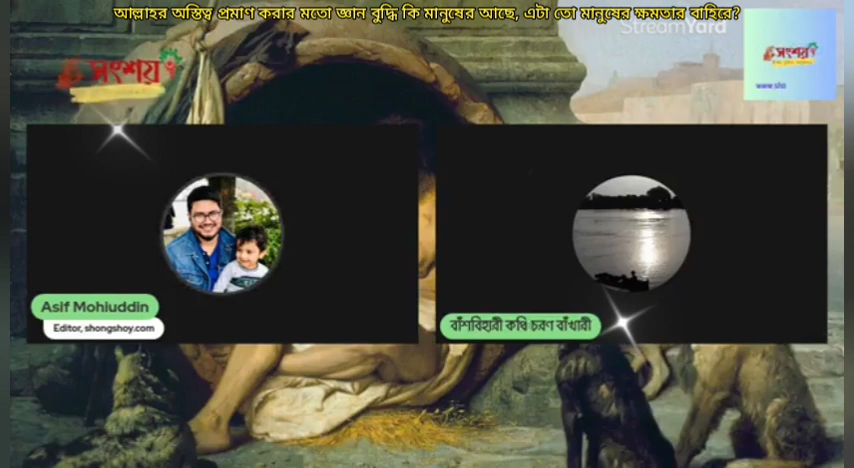 আল্লাহর অস্তিত্ব প্রমাণ করার মতো জ্ঞান বুদ্ধি কি মানুষের আছে, এটা তো মানুষের ক্ষমতার বাহিরে?
StreamYard
সংশয়
সংশয়
Asif Mohiuddin
Editor, shongshoy.com
বাঁশবিহারী কঞ্চি চরণ বাঁখারী